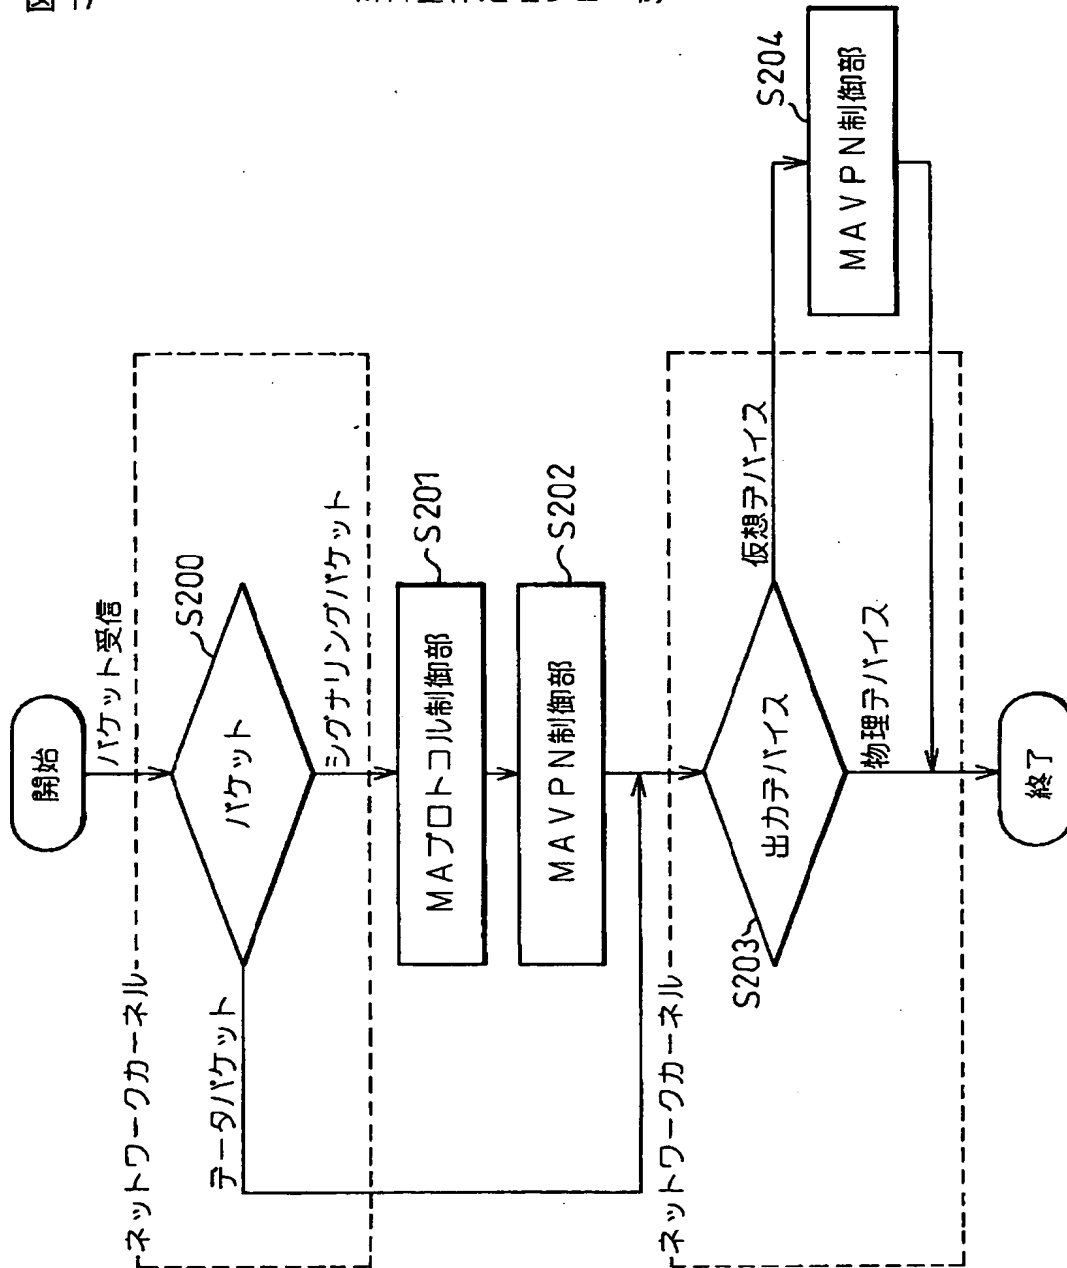 開始
パケット受信
ネットワークカーネル
S200
パケット
データパケット
シグナリングパケット
S201
MAプロトコル制御部
S202
MAVPN制御部
ネットワークカーネル
S203
出力デバイス
仮想デバイス
S204
MAVPN制御部
物理デバイス
終了